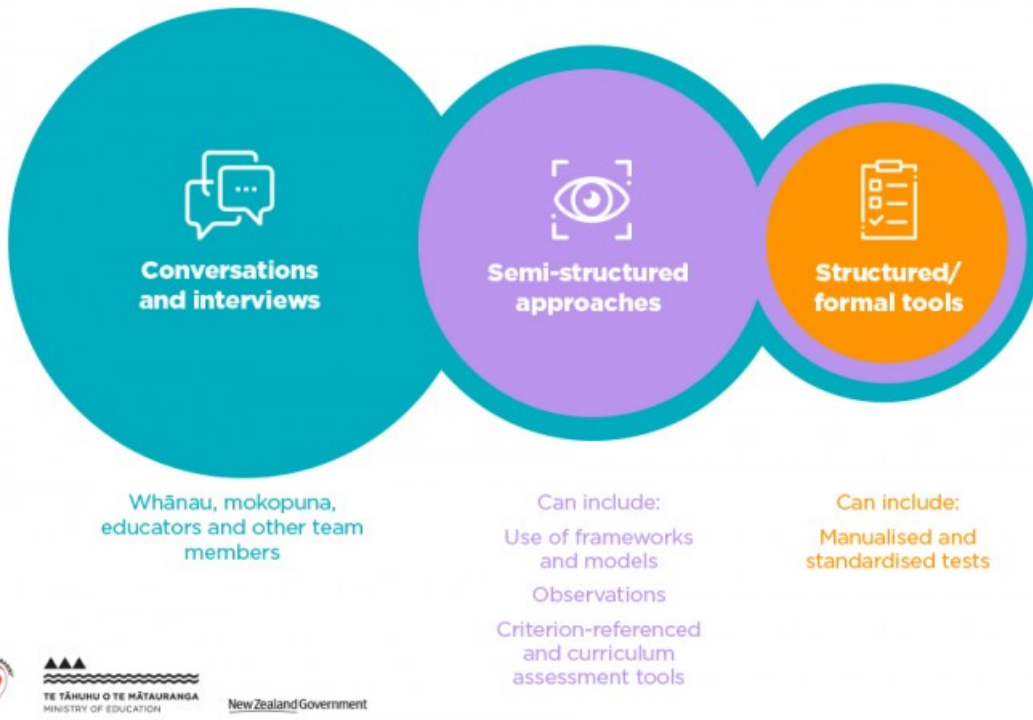 Conversations
and interviews
Semi-structured
approaches
Structured/
formal tools
Whānau, mokopuna,
educators and other team
members
Can include:
Use of frameworks
and models
Observations
Criterion-referenced
and curriculum
assessment tools
Can include:
Manualised and
standardised tests
TE TĀHUHU O TE MĀTAURANGA
MINISTRY OF EDUCATION
New Zealand Government